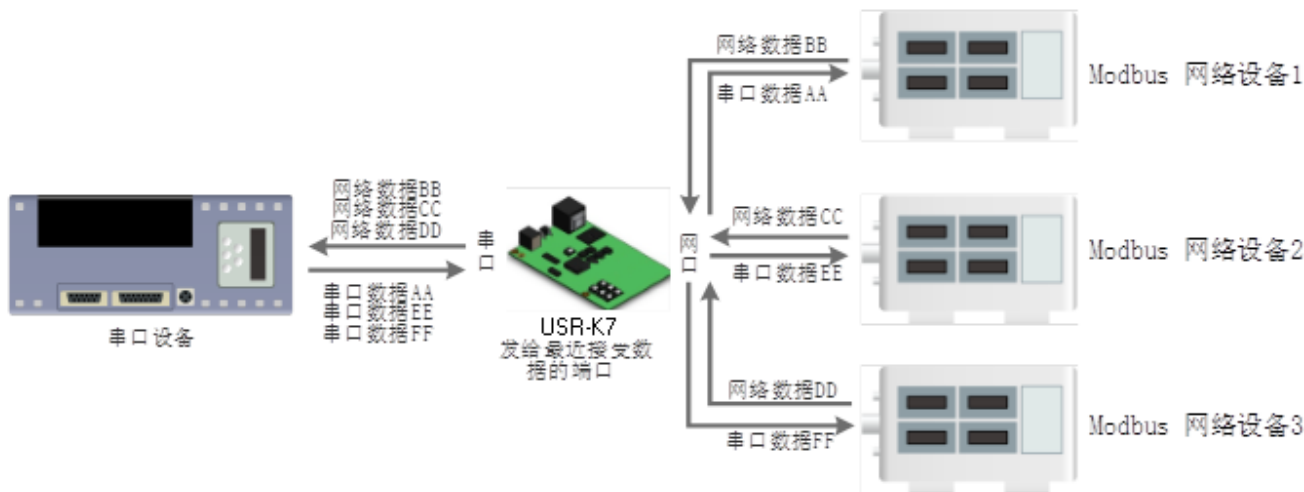 网络数据BB
串口数据AA
Modbus 网络设备1
网络数据BB
网络数据CC
网络数据DD
串口数据AA
串口数据EE
串口数据FF
串口设备
串口
USR-K7
发给最近接受数
据的端口
网口
网络数据CC
串口数据EE
Modbus 网络设备2
网络数据DD
串口数据FF
Modbus 网络设备3